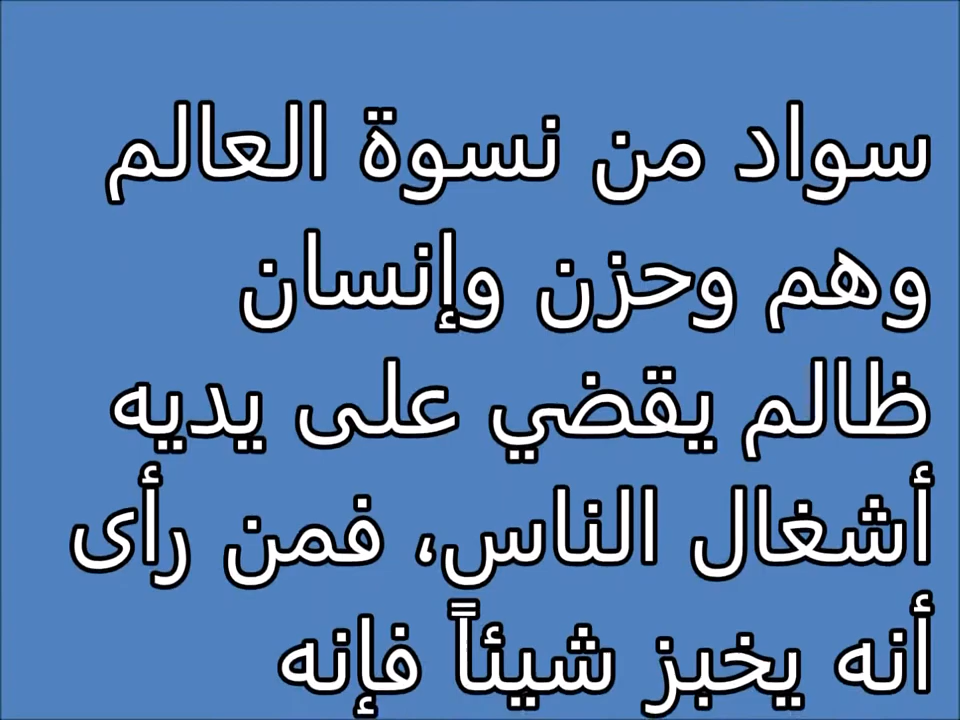 سواد من نسوة العالم
وهم وحزن وإنسان
ظالم يقضي على يديه
أشغال الناس، فمن رأى
أنه يخبز شيئاً فإنه